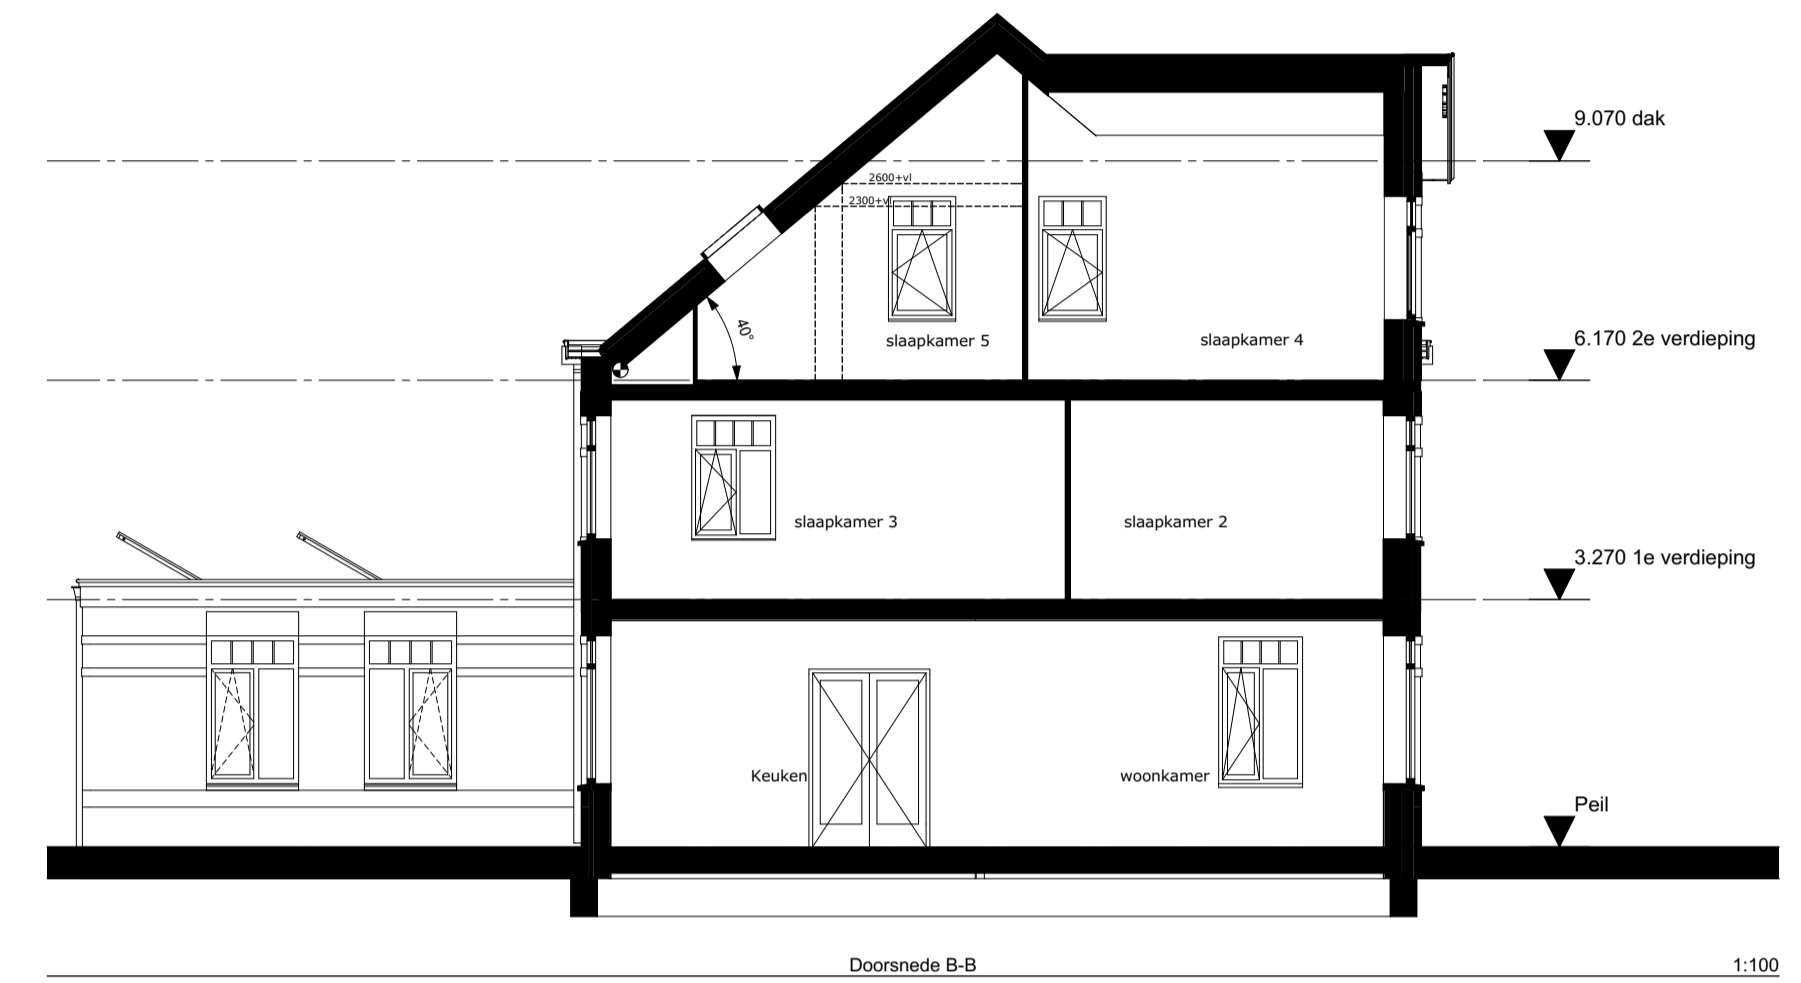 9.070 dak
2600+vl
2300+vl
6.170 2e verdieping
40°
slaapkamer 5
slaapkamer 4
slaapkamer 3
slaapkamer 2
3.270 1e verdieping
Keuken
woonkamer
Peil
Doorsnede B-B
1:100